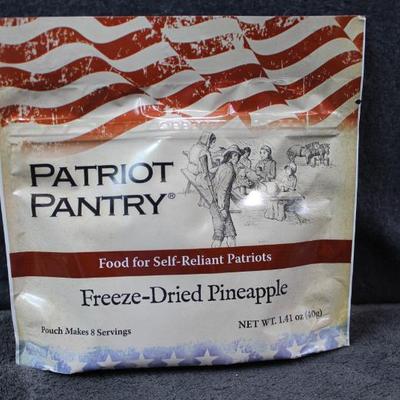 PATRIOT
PANTRY®
Food for Self-Reliant Patriots
Freeze-Dried Pineapple
Pouch Makes 8 Servings
NET WT. 1.41 oz (40g)